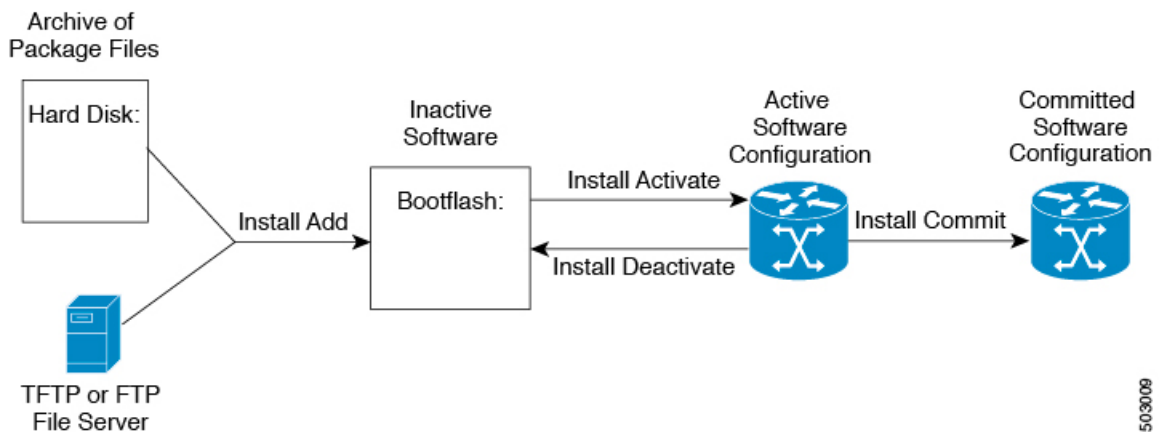 Archive of
Package Files
Hard Disk:
TFTP or FTP
File Server
Install Add
Inactive
Software
Bootflash:
Install Activate
Install Deactivate
Active
Software
Configuration
Install Commit
Committed
Software
Configuration
503009